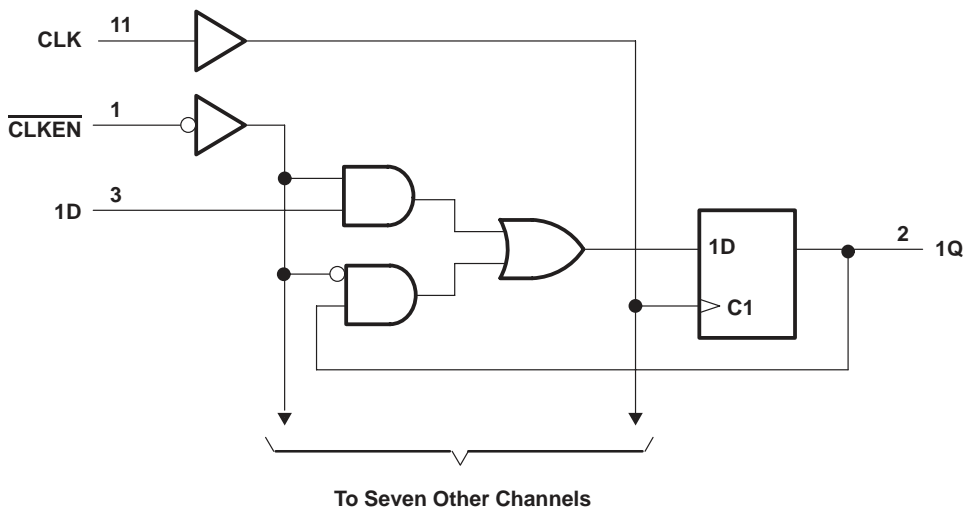 CLK 11
CLKEN 1
1D 3
1D
C1
2 1Q
To Seven Other Channels